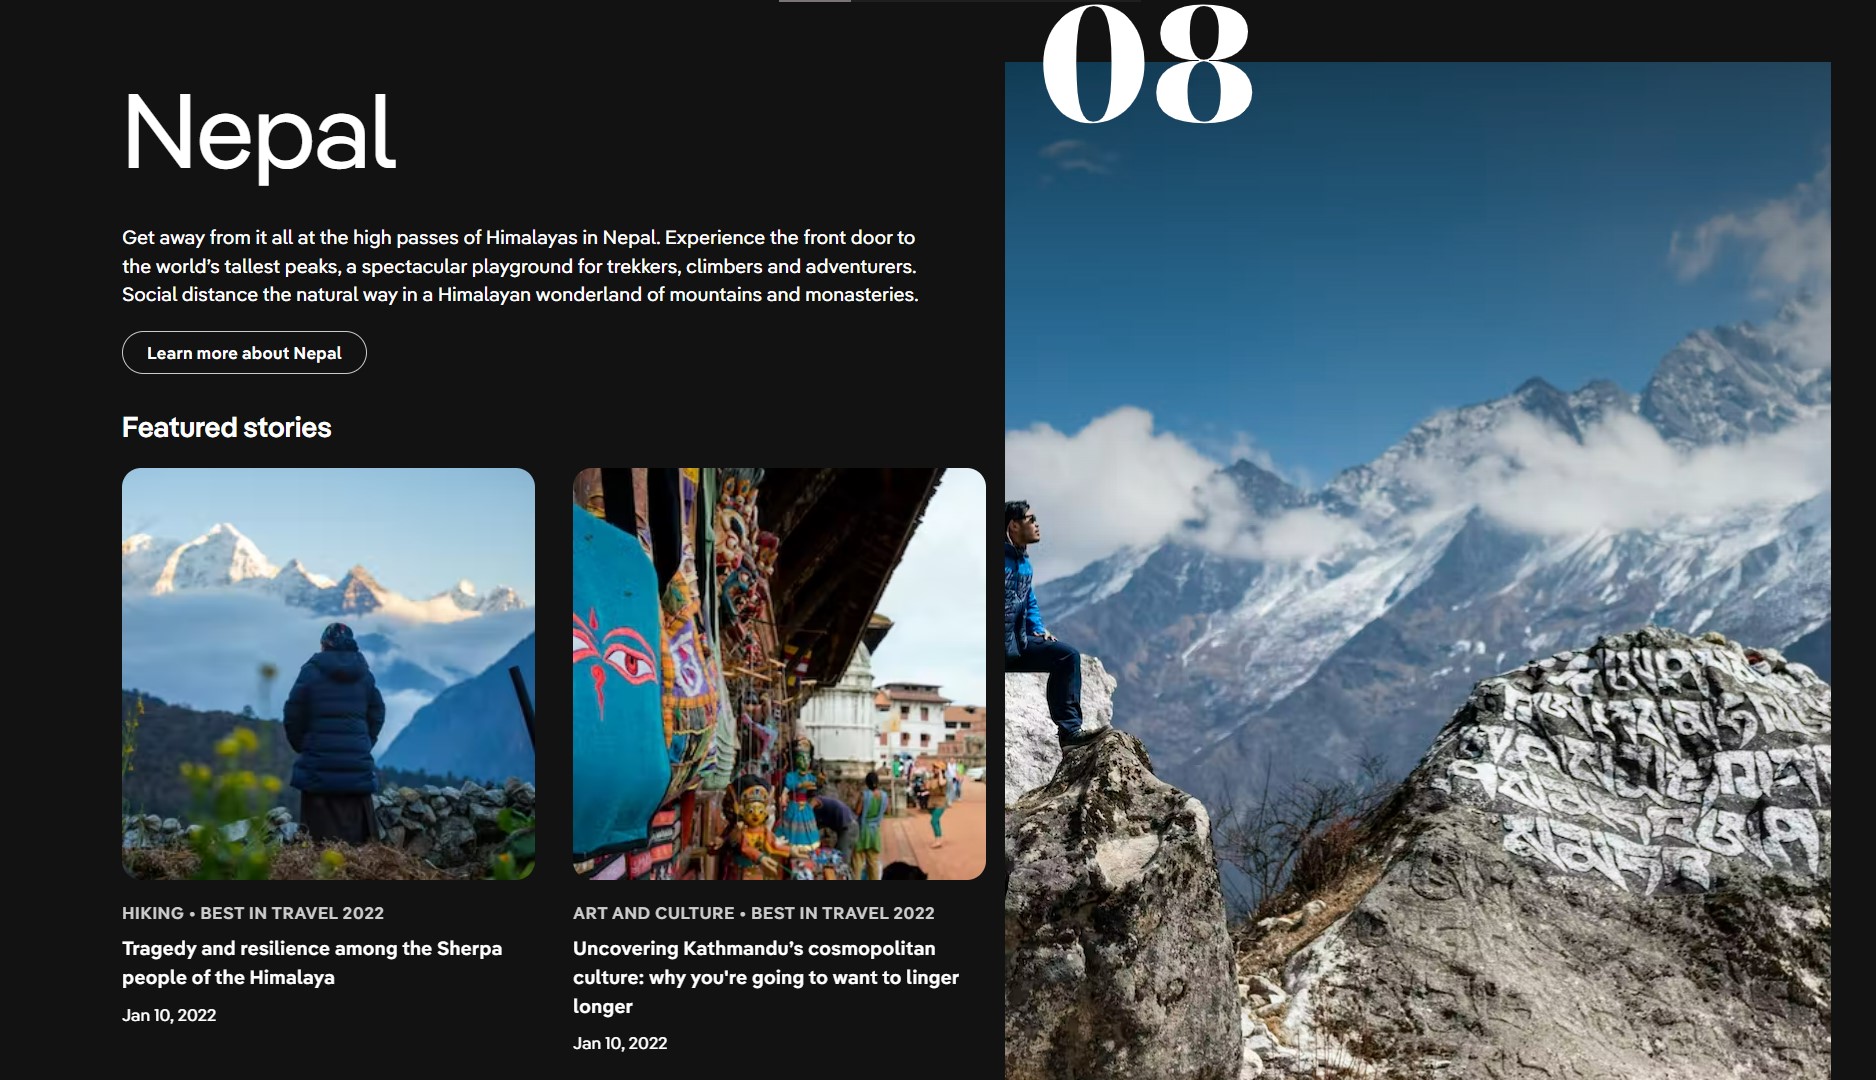 08
Nepal
Get away from it all at the high passes of Himalayas in Nepal. Experience the front door to
the world’s tallest peaks, a spectacular playground for trekkers, climbers and adventurers.
Social distance the natural way in a Himalayan wonderland of mountains and monasteries.
Learn more about Nepal
Featured stories
HIKING • BEST IN TRAVEL 2022
Tragedy and resilience among the Sherpa
people of the Himalaya
Jan 10, 2022
ART AND CULTURE • BEST IN TRAVEL 2022
Uncovering Kathmandu’s cosmopolitan
culture: why you're going to want to linger
longer
Jan 10, 2022